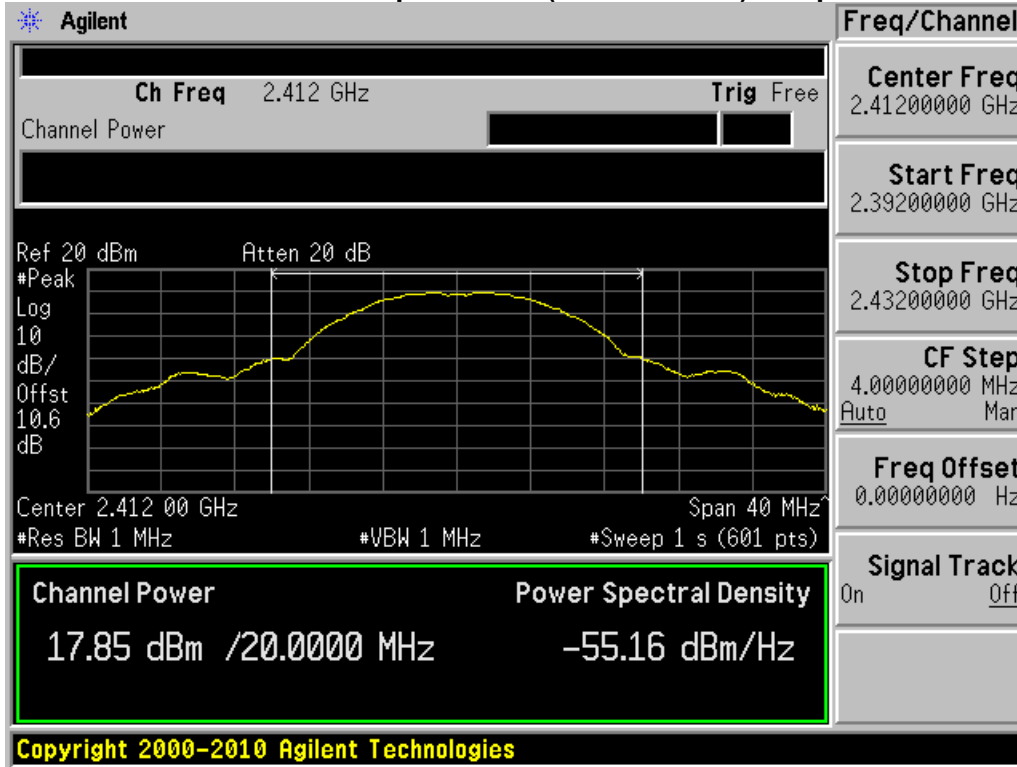 Agilent
Freq/Channel
Ch Freq 2.412 GHz Trig Free
Channel Power
Center Freq
2.41200000 GHz
Start Freq
2.39200000 GHz
Stop Freq
2.43200000 GHz
CF Step
4.00000000 MHz
Auto Man
Freq Offset
0.00000000 Hz
Signal Track
On Off
Ref 20 dBm Atten 20 dB
#Peak
Log
10
dB/
Offst
10.6
dB
Center 2.412 00 GHz Span 40 MHz^
#Res BW 1 MHz #VBW 1 MHz #Sweep 1 s (601 pts)
Channel Power Power Spectral Density
17.85 dBm /20.0000 MHz -55.16 dBm/Hz
Copyright 2000-2010 Agilent Technologies